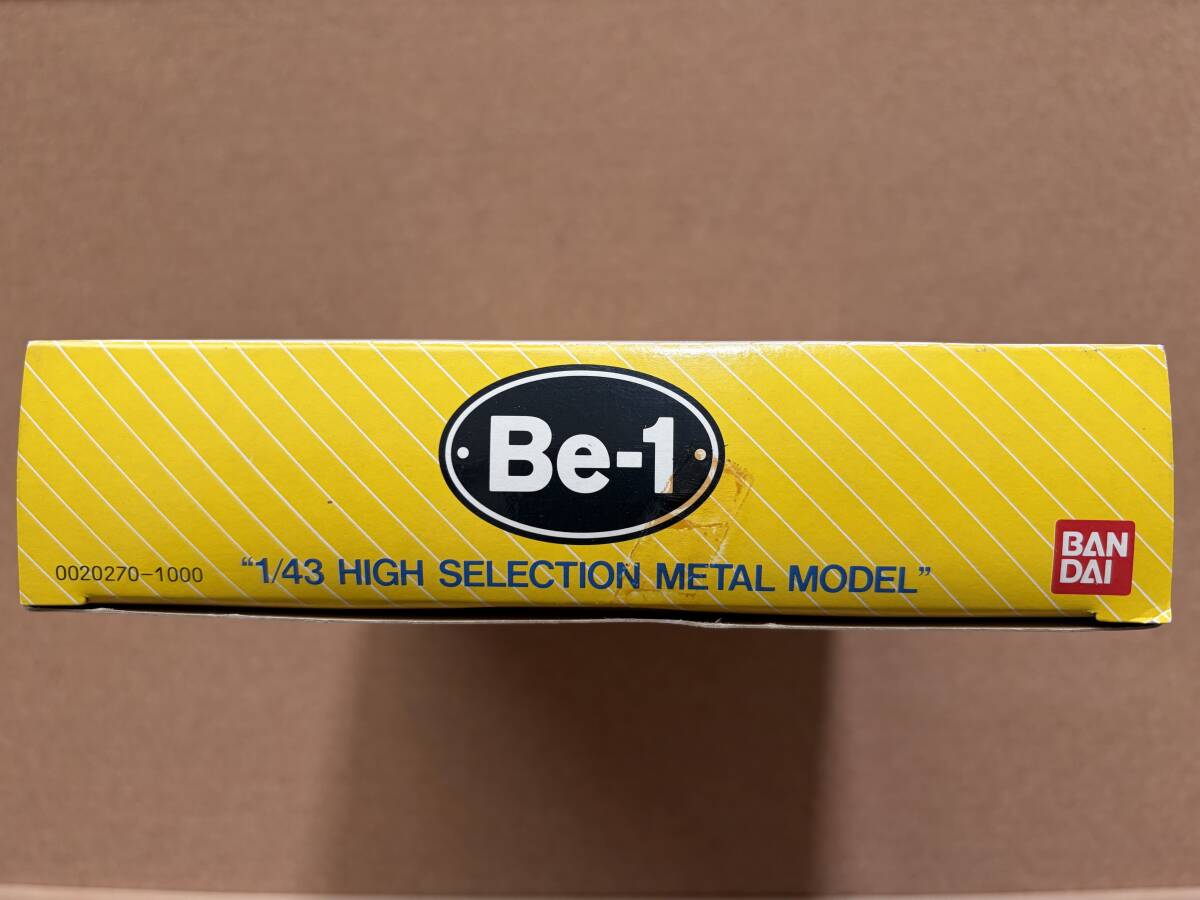 Be-1
0020270-1000
"1/43 HIGH SELECTION METAL MODEL"
BAN
DAI